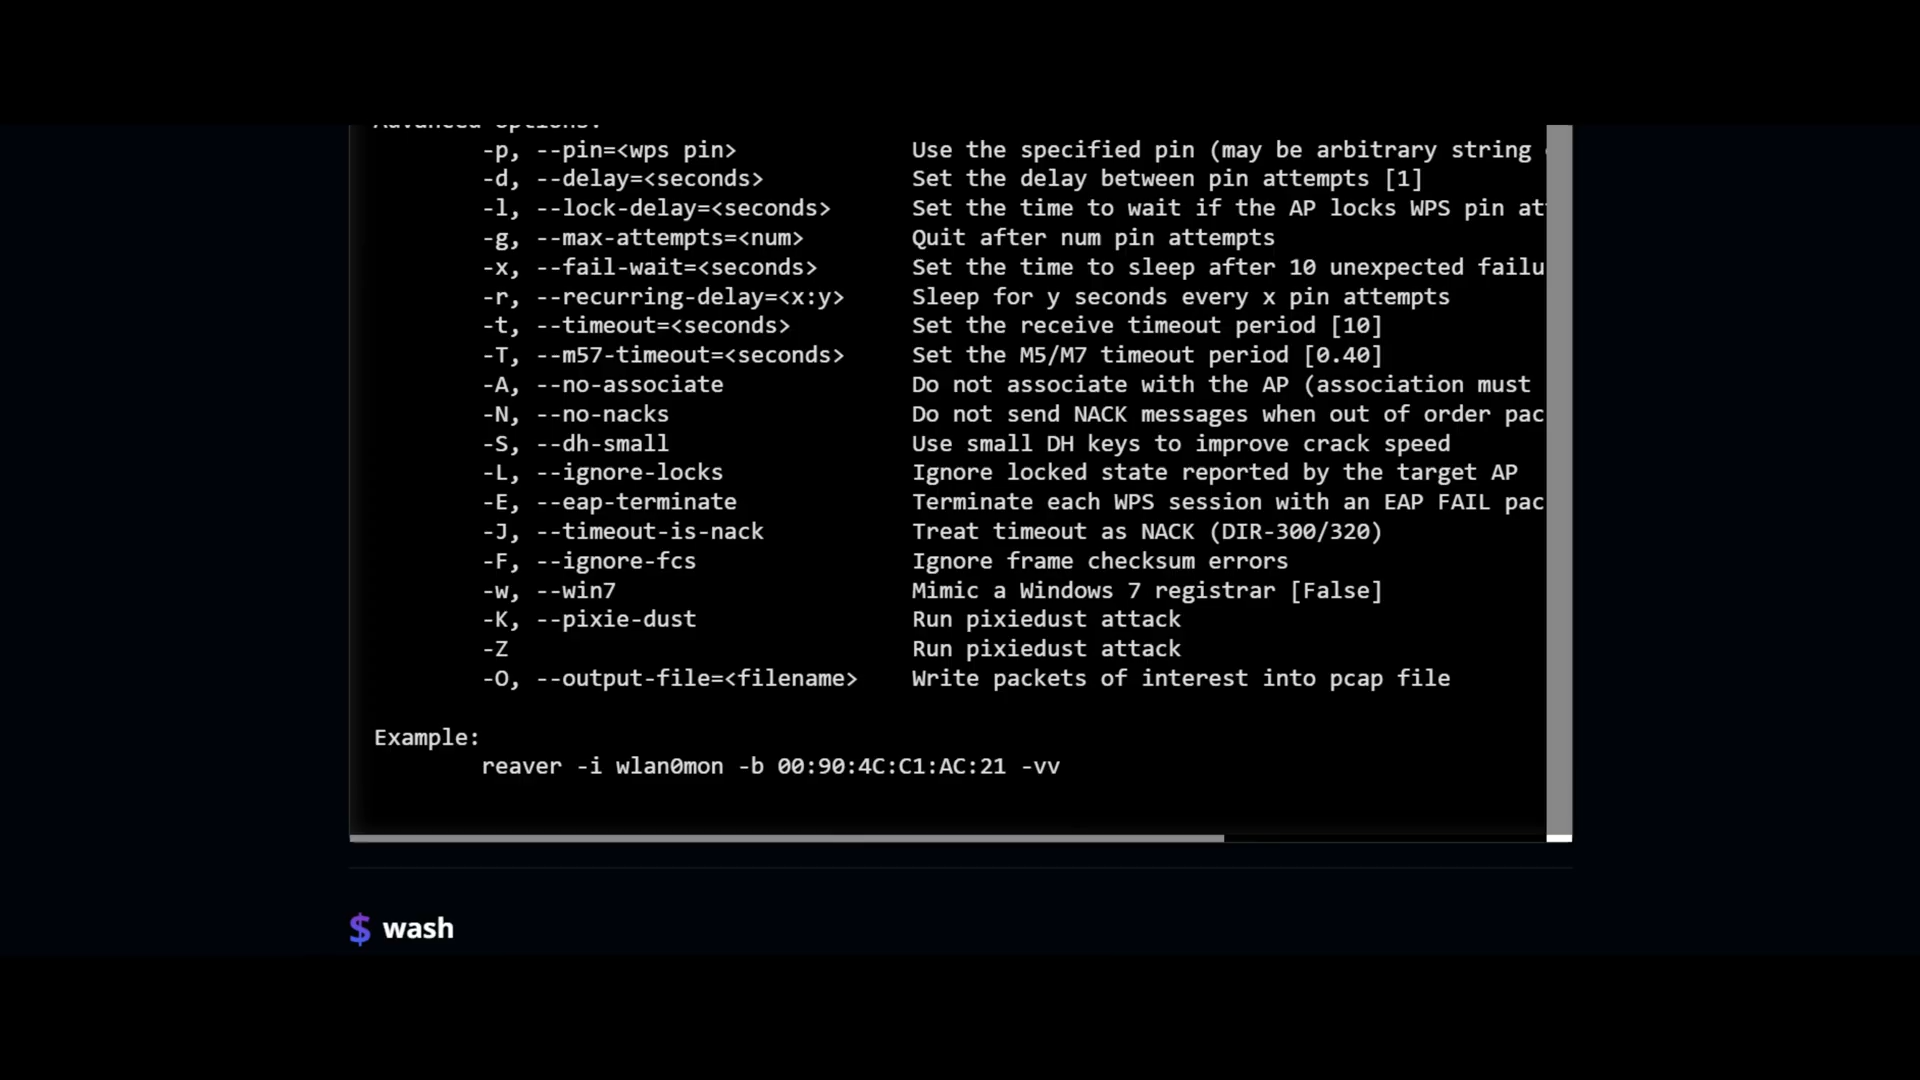 Advanced Options:
-p, --pin=<wps pin> Use the specified pin (may be arbitrary string
-d, --delay=<seconds> Set the delay between pin attempts [1]
-l, --lock-delay=<seconds> Set the time to wait if the AP locks WPS pin at
-g, --max-attempts=<num> Quit after num pin attempts
-x, --fail-wait=<seconds> Set the time to sleep after 10 unexpected failu
-r, --recurring-delay=<x:y> Sleep for y seconds every x pin attempts
-t, --timeout=<seconds> Set the receive timeout period [10]
-T, --m57-timeout=<seconds> Set the M5/M7 timeout period [0.40]
-A, --no-associate Do not associate with the AP (association must
-N, --no-nacks Do not send NACK messages when out of order pac
-S, --dh-small Use small DH keys to improve crack speed
-L, --ignore-locks Ignore locked state reported by the target AP
-E, --eap-terminate Terminate each WPS session with an EAP FAIL pac
-J, --timeout-is-nack Treat timeout as NACK (DIR-300/320)
-F, --ignore-fcs Ignore frame checksum errors
-w, --win7 Mimic a Windows 7 registrar [False]
-K, --pixie-dust Run pixiedust attack
-Z Run pixiedust attack
-O, --output-file=<filename> Write packets of interest into pcap file
Example:
reaver -i wlan0mon -b 00:90:4C:C1:AC:21 -vv
$ wash